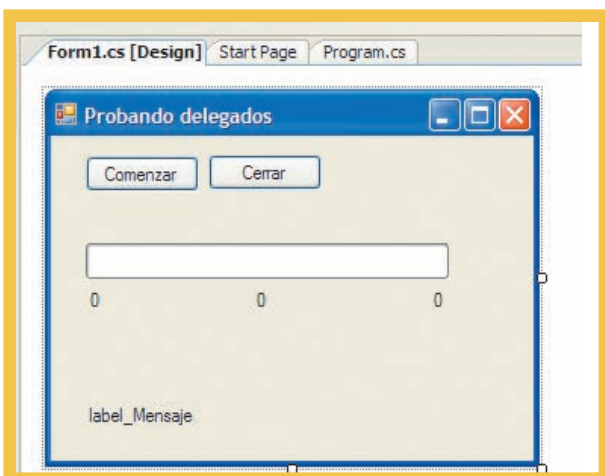 Form1.cs [Design] Start Page Program.cs
Probando delegados
Comenzar Cerrar
0 0 0
label_Mensaje